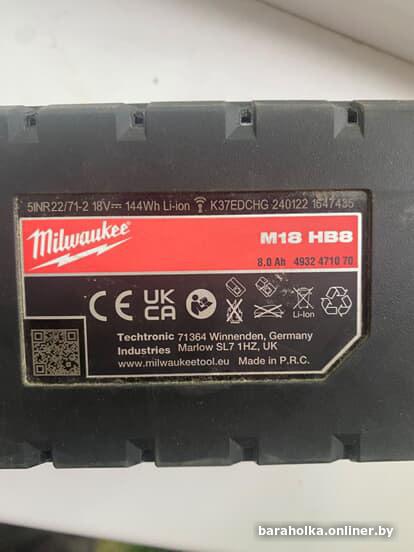 5INR22/71-2 18V⎓ 144Wh Li-ion K37EDCHG 240122 1647435
Milwaukee
M18 HB8
8.0 Ah 4932 4710 70
CE UK CA
Techtronic 71364 Winnenden, Germany
Industries Marlow SL7 1HZ, UK
www.milwaukeetool.eu Made in P.R.C.
baraholka.onliner.by